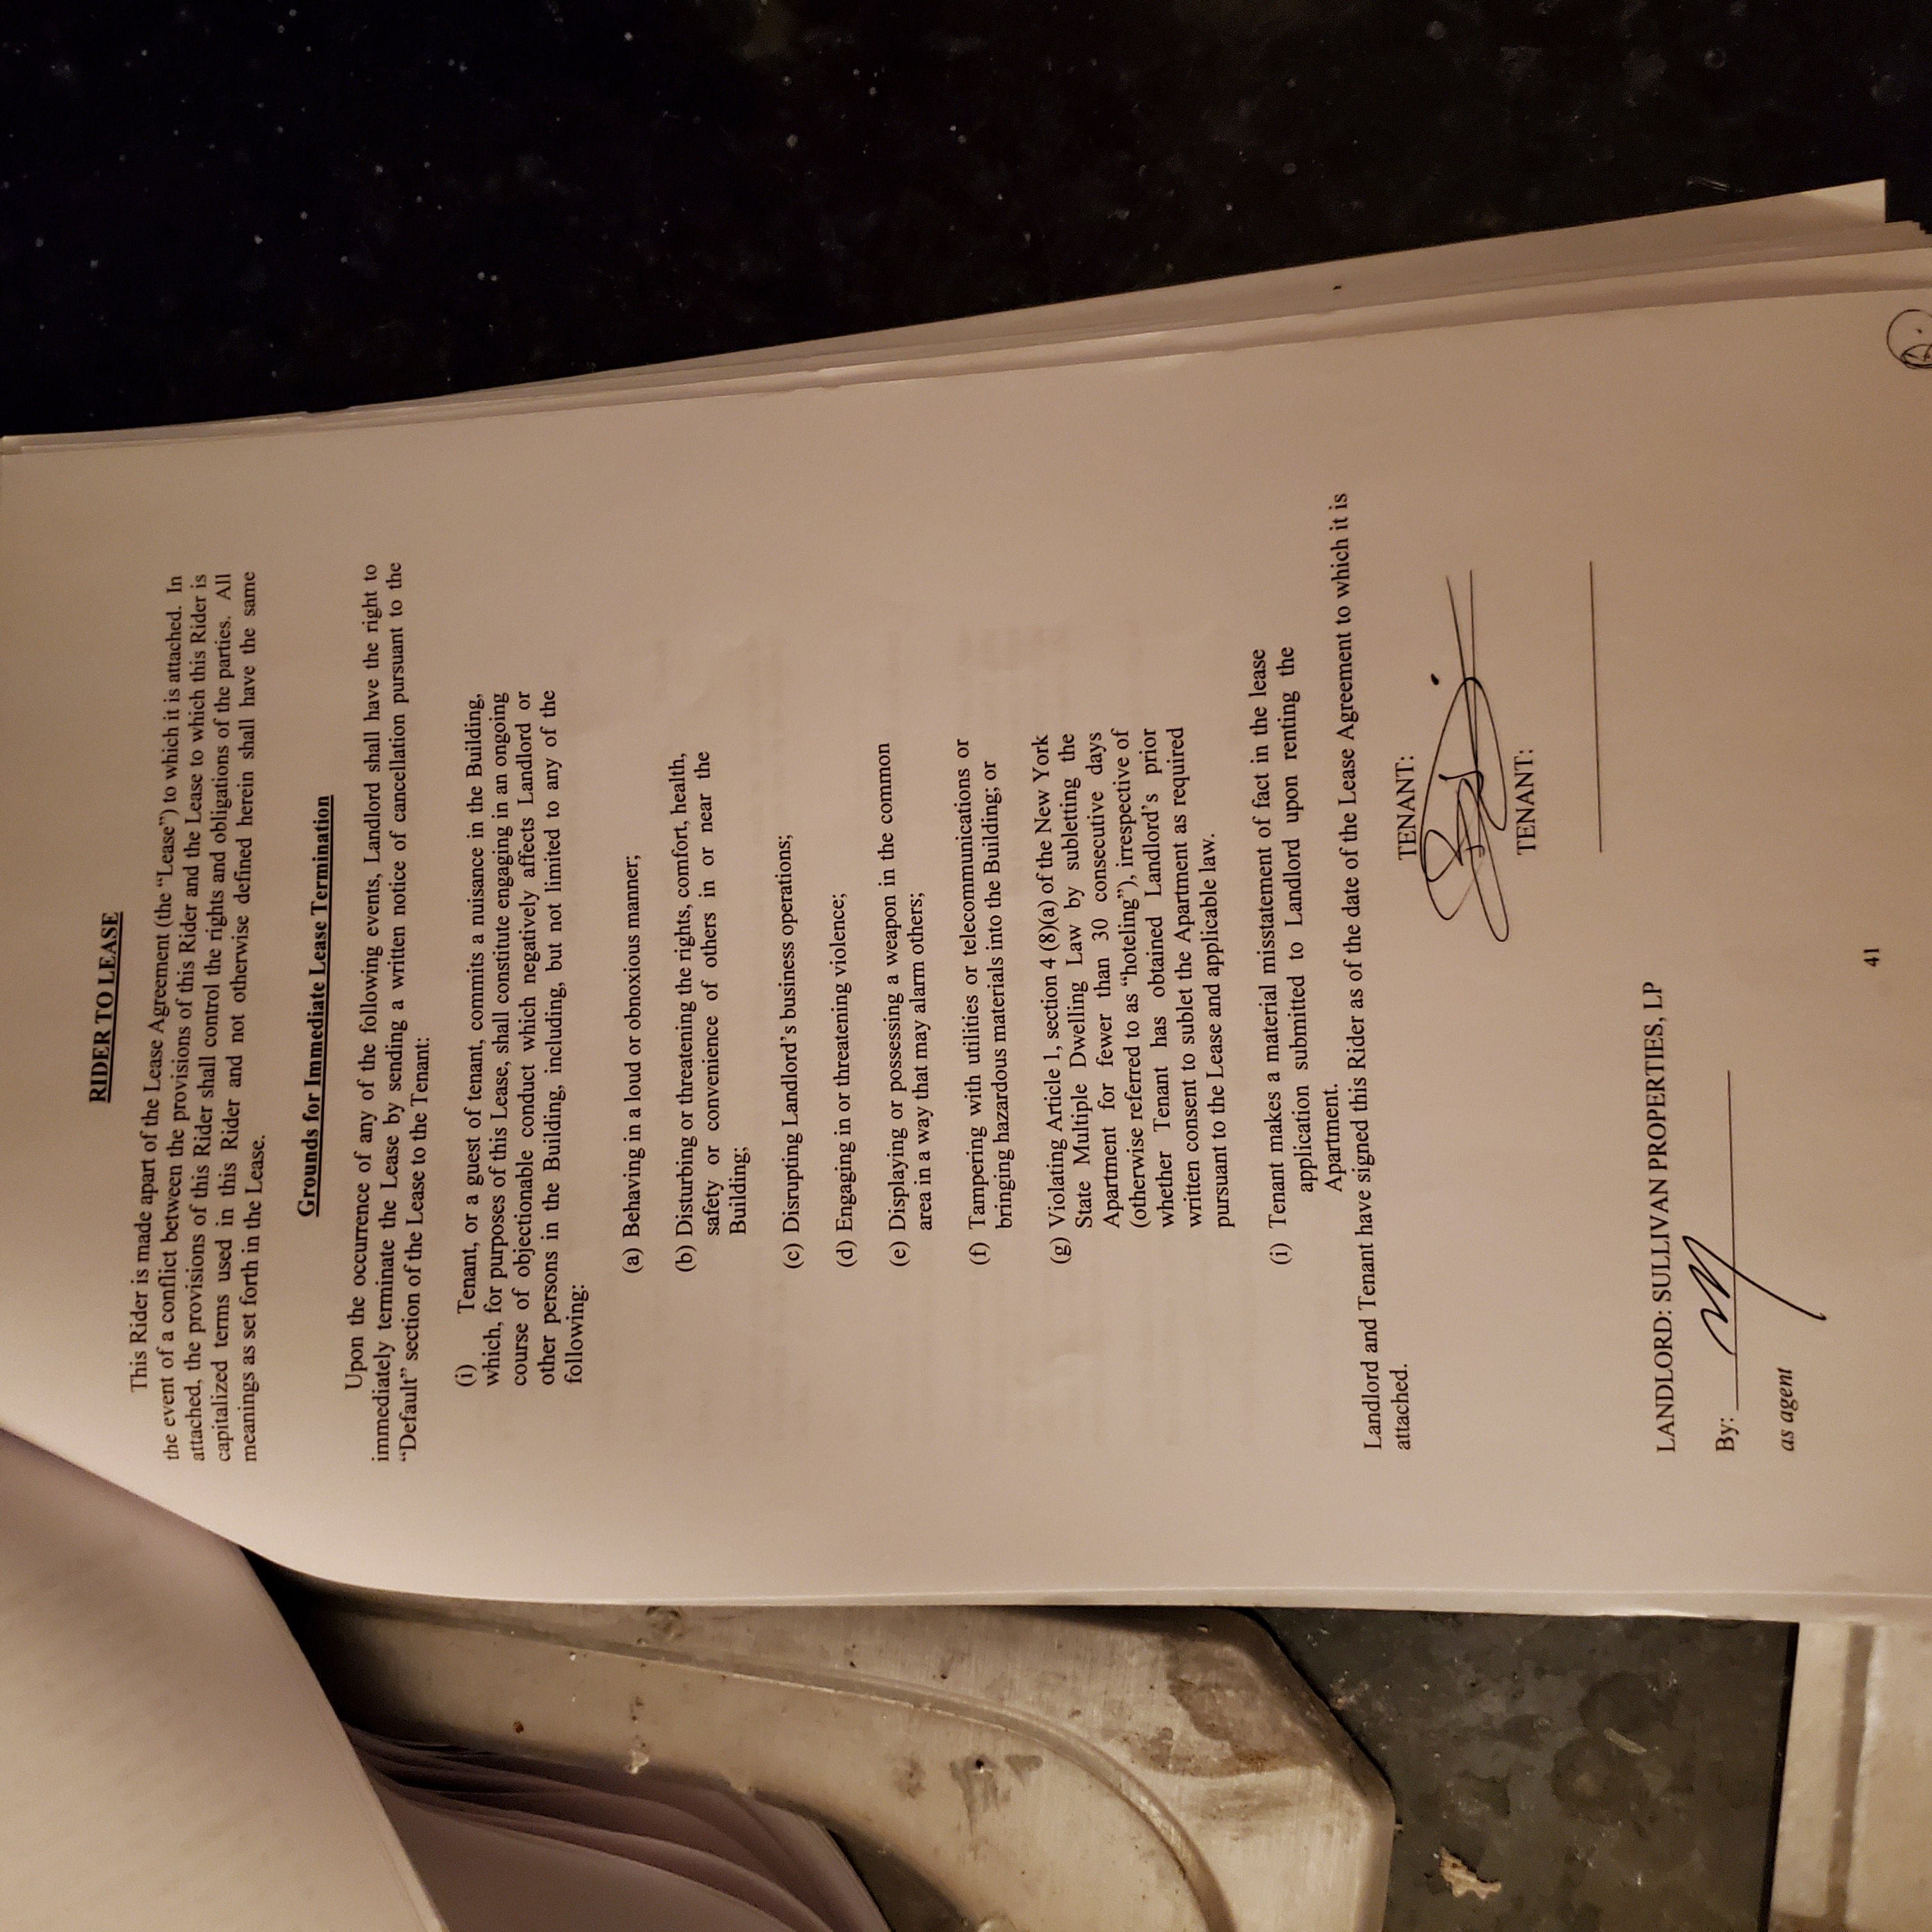 RIDER TO LEASE
This Rider is made apart of the Lease Agreement (the “Lease”) to which it is attached. In
the event of a conflict between the provisions of this Rider and the Lease to which this Rider is
attached, the provisions of this Rider shall control the rights and obligations of the parties. All
capitalized terms used in this Rider and not otherwise defined herein shall have the same
meanings as set forth in the Lease.
Grounds for Immediate Lease Termination
Upon the occurrence of any of the following events, Landlord shall have the right to
immediately terminate the Lease by sending a written notice of cancellation pursuant to the
“Default” section of the Lease to the Tenant:
(i) Tenant, or a guest of tenant, commits a nuisance in the Building,
which, for purposes of this Lease, shall constitute engaging in an ongoing
course of objectionable conduct which negatively affects Landlord or
other persons in the Building, including, but not limited to any of the
following:
(a) Behaving in a loud or obnoxious manner;
(b) Disturbing or threatening the rights, comfort, health,
safety or convenience of others in or near the
Building;
(c) Disrupting Landlord’s business operations;
(d) Engaging in or threatening violence;
(e) Displaying or possessing a weapon in the common
area in a way that may alarm others;
(f) Tampering with utilities or telecommunications or
bringing hazardous materials into the Building; or
(g) Violating Article 1, section 4 (8)(a) of the New York
State Multiple Dwelling Law by subletting the
Apartment for fewer than 30 consecutive days
(otherwise referred to as “hoteling”), irrespective of
whether Tenant has obtained Landlord’s prior
written consent to sublet the Apartment as required
pursuant to the Lease and applicable law.
(i) Tenant makes a material misstatement of fact in the lease
application submitted to Landlord upon renting the
Apartment.
Landlord and Tenant have signed this Rider as of the date of the Lease Agreement to which it is
attached.
TENANT:
TENANT:
LANDLORD: SULLIVAN PROPERTIES, LP
By:
as agent
41